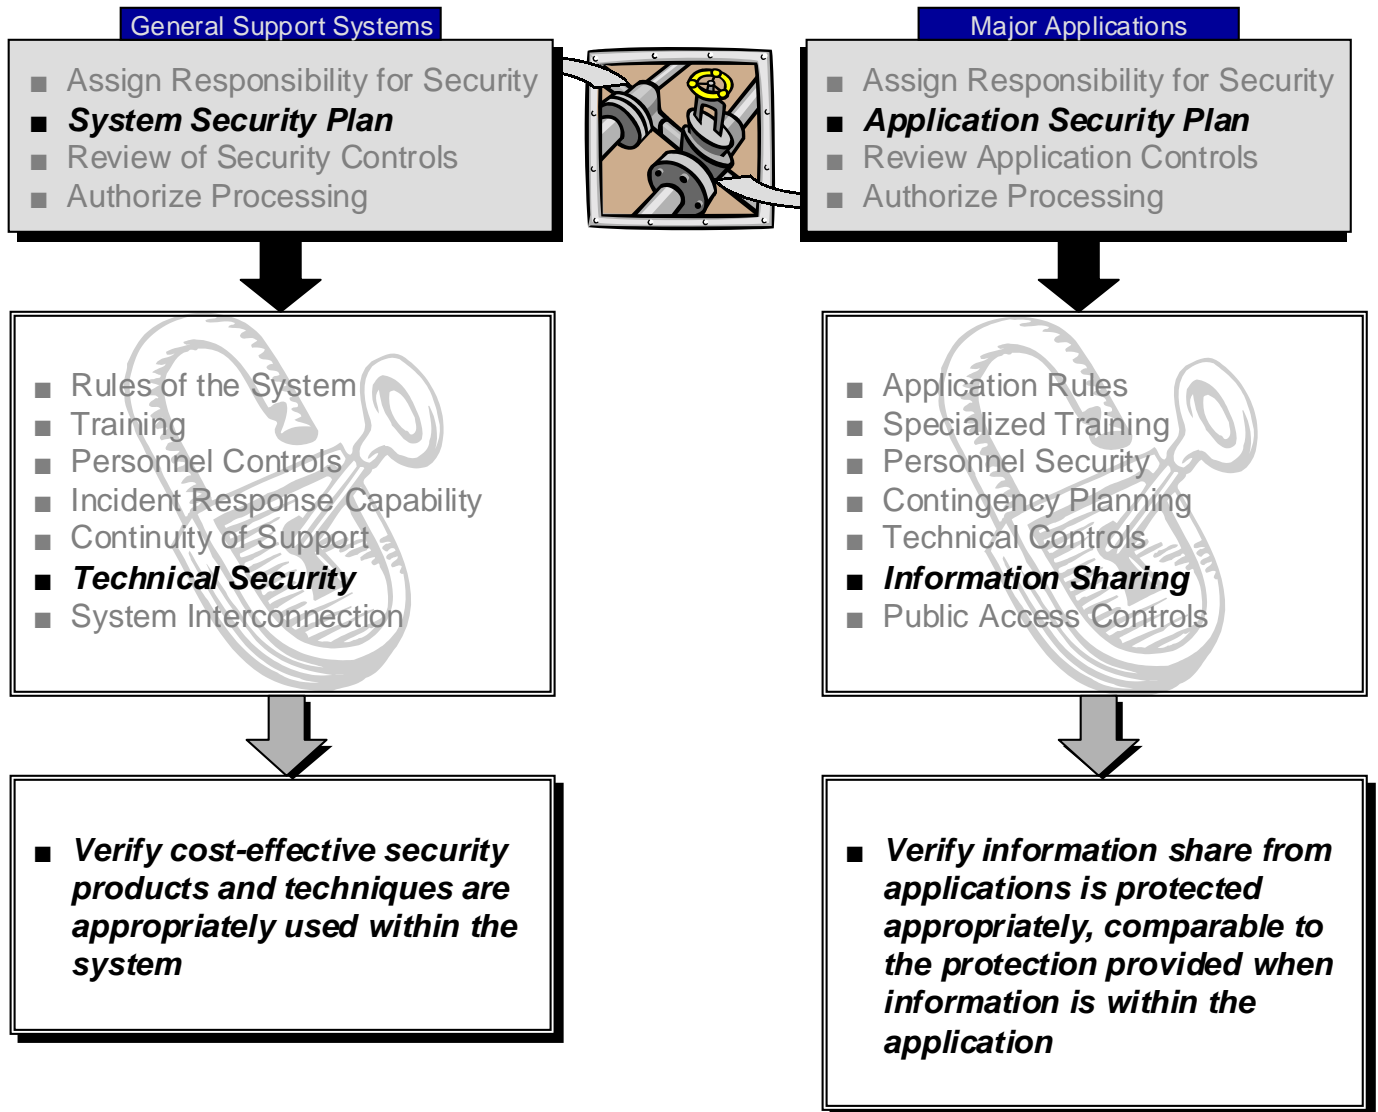 General Support Systems
■ Assign Responsibility for Security
■ System Security Plan
■ Review of Security Controls
■ Authorize Processing
■ Rules of the System
■ Training
■ Personnel Controls
■ Incident Response Capability
■ Continuity of Support
■ Technical Security
■ System Interconnection
■ Verify cost-effective security
products and techniques are
appropriately used within the
system
Major Applications
■ Assign Responsibility for Security
■ Application Security Plan
■ Review Application Controls
■ Authorize Processing
■ Application Rules
■ Specialized Training
■ Personnel Security
■ Contingency Planning
■ Technical Controls
■ Information Sharing
■ Public Access Controls
■ Verify information share from
applications is protected
appropriately, comparable to
the protection provided when
information is within the
application